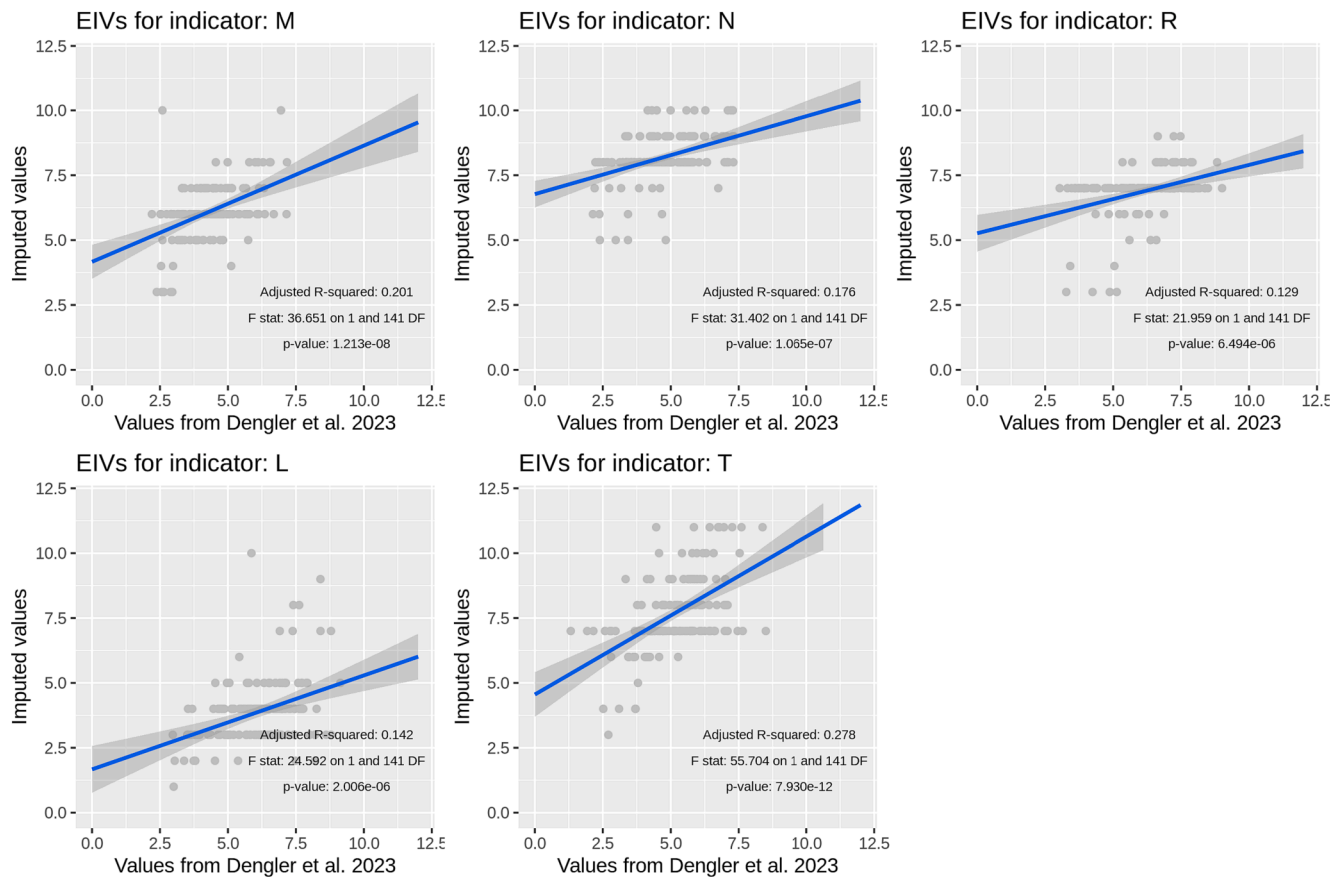 EIVs for indicator: M
12.5
10.0
7.5
5.0
2.5
0.0
Imputed values
Adjusted R-squared: 0.201
F stat: 36.651 on 1 and 141 DF
p-value: 1.213e-08
0.0 2.5 5.0 7.5 10.0 12.5
Values from Dengler et al. 2023
EIVs for indicator: N
12.5
10.0
7.5
5.0
2.5
0.0
Imputed values
Adjusted R-squared: 0.176
F stat: 31.402 on 1 and 141 DF
p-value: 1.065e-07
0.0 2.5 5.0 7.5 10.0 12.5
Values from Dengler et al. 2023
EIVs for indicator: R
12.5
10.0
7.5
5.0
2.5
0.0
Imputed values
Adjusted R-squared: 0.129
F stat: 21.959 on 1 and 141 DF
p-value: 6.494e-06
0.0 2.5 5.0 7.5 10.0 12.5
Values from Dengler et al. 2023
EIVs for indicator: L
12.5
10.0
7.5
5.0
2.5
0.0
Imputed values
Adjusted R-squared: 0.142
F stat: 24.592 on 1 and 141 DF
p-value: 2.006e-06
0.0 2.5 5.0 7.5 10.0 12.5
Values from Dengler et al. 2023
EIVs for indicator: T
12.5
10.0
7.5
5.0
2.5
0.0
Imputed values
Adjusted R-squared: 0.278
F stat: 55.704 on 1 and 141 DF
p-value: 7.930e-12
0.0 2.5 5.0 7.5 10.0 12.5
Values from Dengler et al. 2023